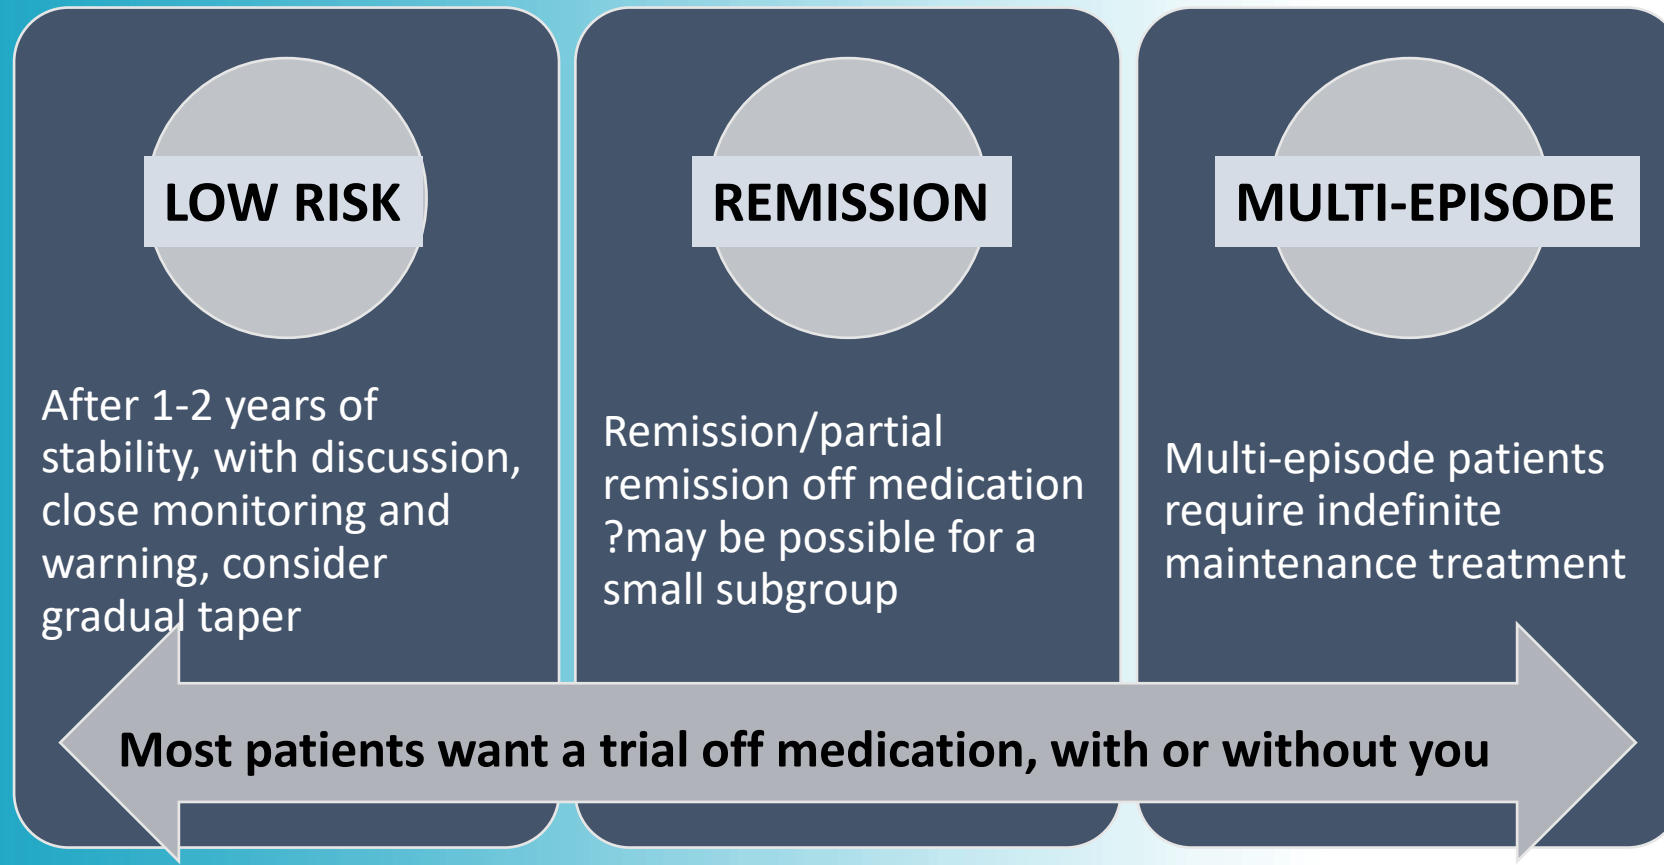 LOW RISK
After 1-2 years of
stability, with discussion,
close monitoring and
warning, consider
gradual taper
REMISSION
Remission/partial
remission off medication
?may be possible for a
small subgroup
MULTI-EPISODE
Multi-episode patients
require indefinite
maintenance treatment
Most patients want a trial off medication, with or without you